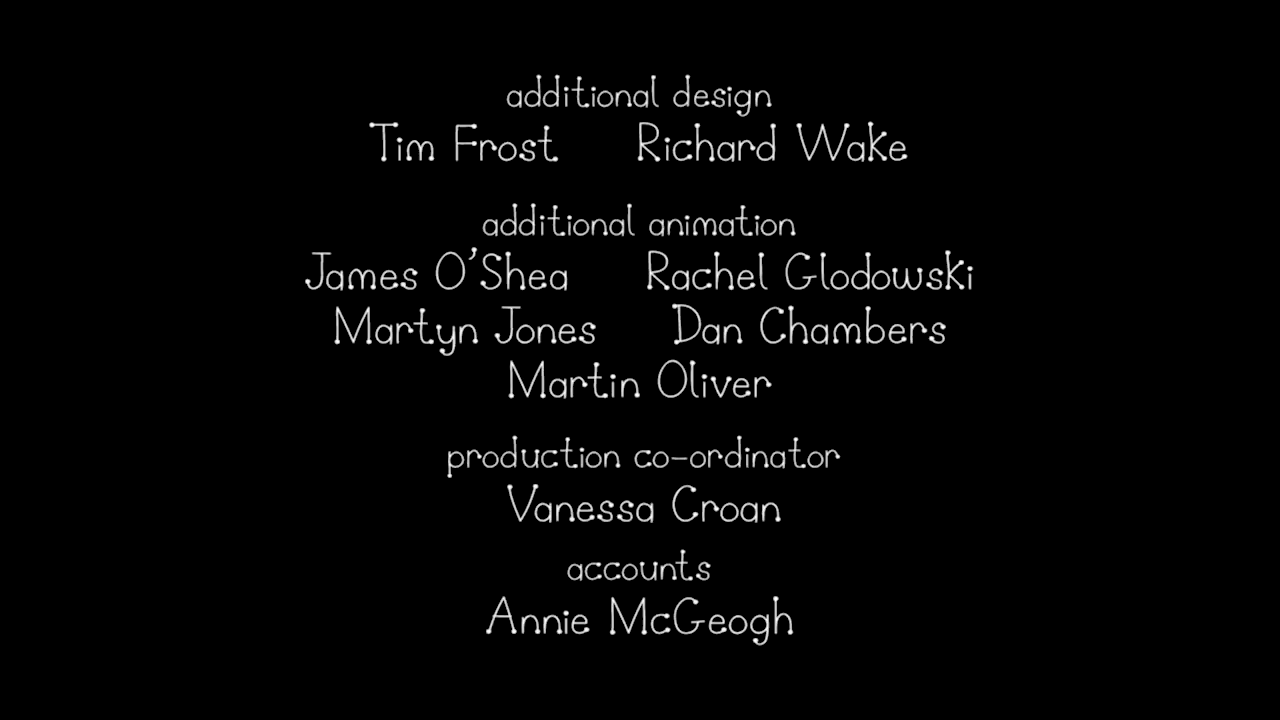 additional design
Tim Frost Richard Wake
additional animation
James O'Shea Rachel Glodowski
Martyn Jones Dan Chambers
Martin Oliver
production co-ordinator
Vanessa Croan
accounts
Annie McGeogh